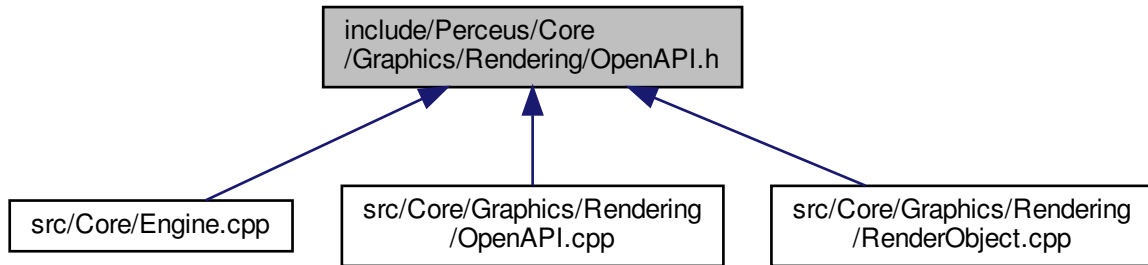 include/Perceus/Core
/Graphics/Rendering/OpenAPI.h
src/Core/Engine.cpp
src/Core/Graphics/Rendering
/OpenAPI.cpp
src/Core/Graphics/Rendering
/RenderObject.cpp